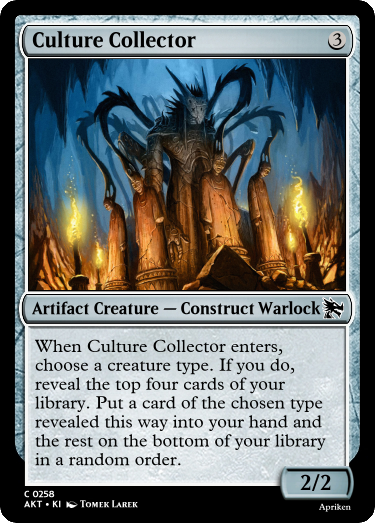 Culture Collector 3
Artifact Creature — Construct Warlock
When Culture Collector enters,
choose a creature type. If you do,
reveal the top four cards of your
library. Put a card of the chosen type
revealed this way into your hand and
the rest on the bottom of your library
in a random order.
2/2
C 0258
AKT • KI Tomek Larek
Apriken